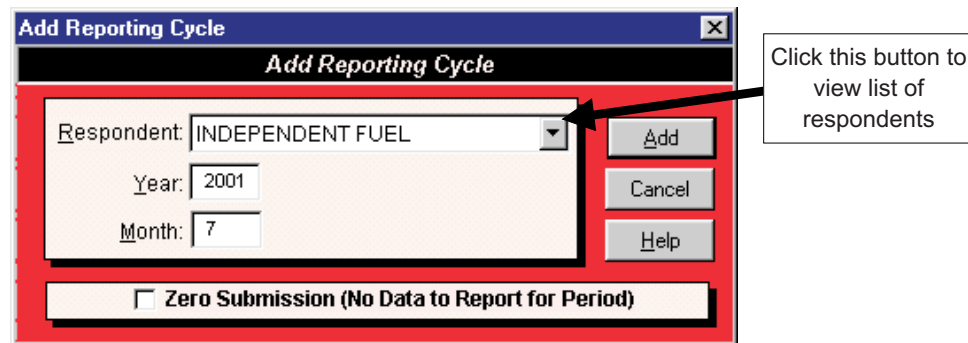 Add Reporting Cycle
Add Reporting Cycle
Respondent: INDEPENDENT FUEL
Year: 2001
Month: 7
Add
Cancel
Help
Zero Submission (No Data to Report for Period)
Click this button to
view list of
respondents